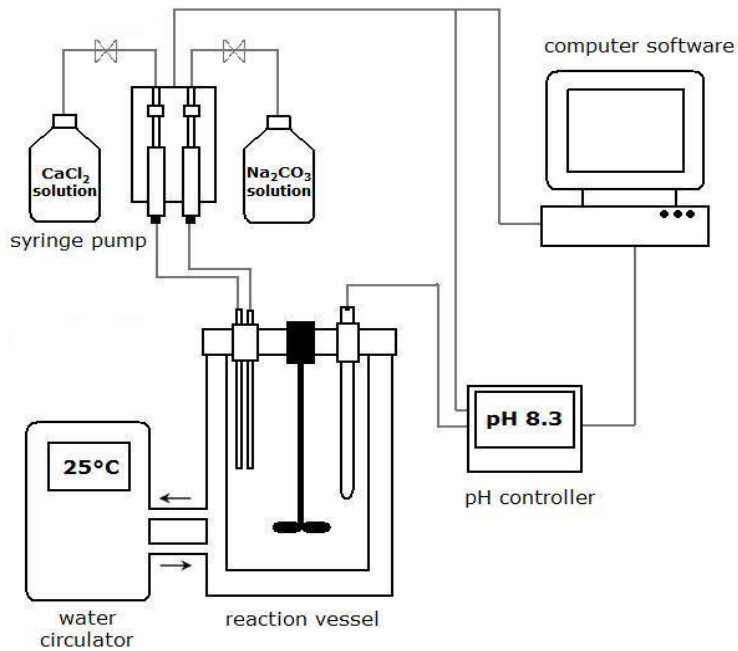 computer software
CaCl₂
solution
Na₂CO₃
solution
syringe pump
pH 8.3
25°C
pH controller
water
circulator
reaction vessel